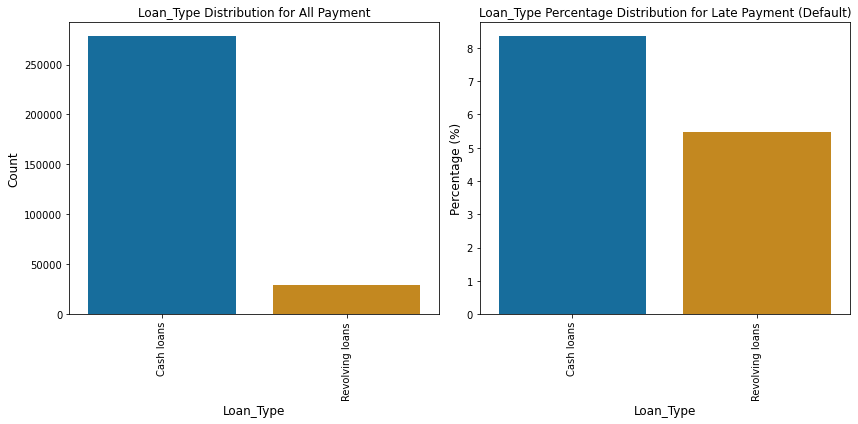 Loan_Type Distribution for All Payment
250000
200000
150000
100000
50000
0
Count
Cash loans
Revolving loans
Loan_Type
Loan_Type Percentage Distribution for Late Payment (Default)
8
7
6
5
4
3
2
1
0
Percentage (%)
Cash loans
Revolving loans
Loan_Type